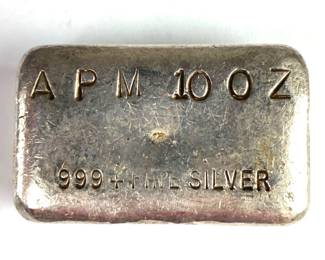 APM 10 OZ
999+ FINE SILVER